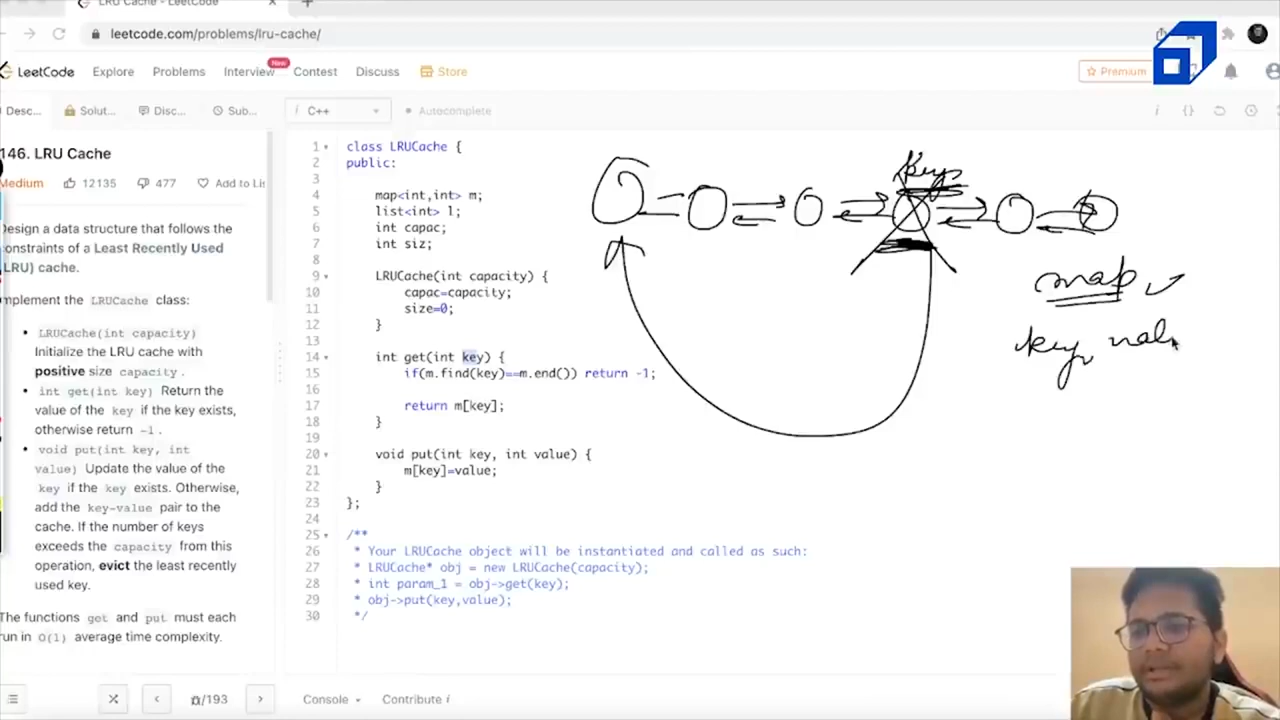 LRU Cache - LeetCode
leetcode.com/problems/lru-cache/
LeetCode Explore Problems Interview New Contest Discuss Store Premium
Desc... Solut... Disc... Sub... i C++ Autocomplete
146. LRU Cache
Medium 12135 477 Add to Lis
Design a data structure that follows the
constraits of a Least Recently Used
(LRU) cache.
Implement the LRUCache class:
• LRUCache(int capacity)
Initialize the LRU cache with
positive size capacity.
• int get(int key) Return the
value of the key if the key exists,
otherwise return -1.
• void put(int key, int
value) Update the value of the
key if the key exists. Otherwise,
add the key-value pair to the
cache. If the number of keys
exceeds the capacity from this
operation, evict the least recently
used key.
The functions get and put must each
run in O(1) average time complexity.
1 class LRUCache {
2 public:
3
4 map<int,int> m;
5 list<int> l;
6 int capac;
7 int siz;
8
9 LRUCache(int capacity) {
10 capac=capacity;
11 size=0;
12 }
13
14 int get(int key) {
15 if(m.find(key)==m.end()) return -1;
16
17 return m[key];
18 }
19
20 void put(int key, int value) {
21 m[key]=value;
22 }
23 };
24
25 /**
26 * Your LRUCache object will be instantiated and called as such:
27 * LRUCache* obj = new LRUCache(capacity);
28 * int param_1 = obj->get(key);
29 * obj->put(key,value);
30 */
key
map
key, val
/193 Console Contribute i